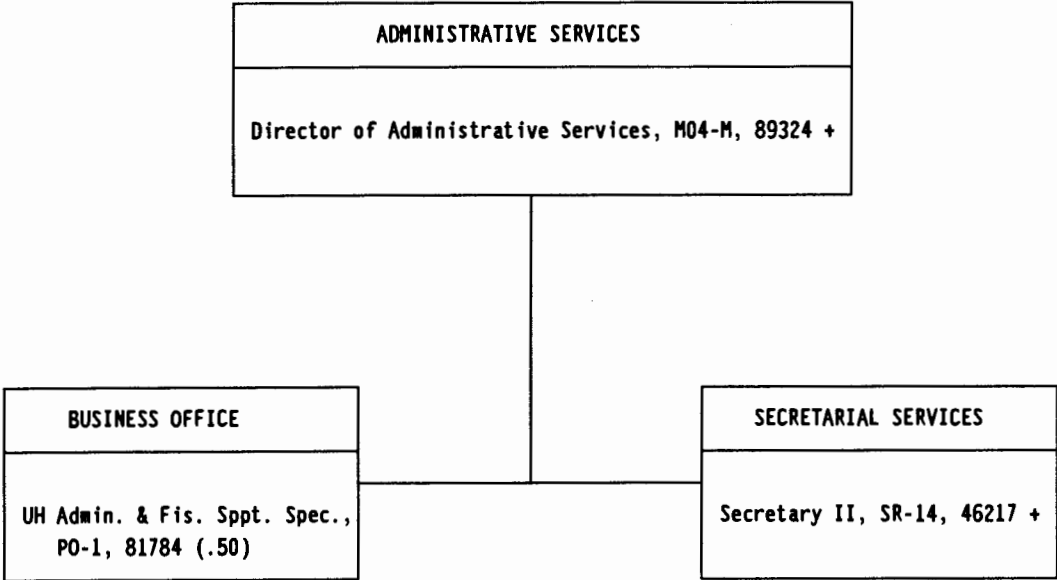 ADMINISTRATIVE SERVICES
Director of Administrative Services, M04-M, 89324 +
BUSINESS OFFICE
UH Admin. & Fis. Sppt. Spec.,
PO-1, 81784 (.50)
SECRETARIAL SERVICES
Secretary II, SR-14, 46217 +